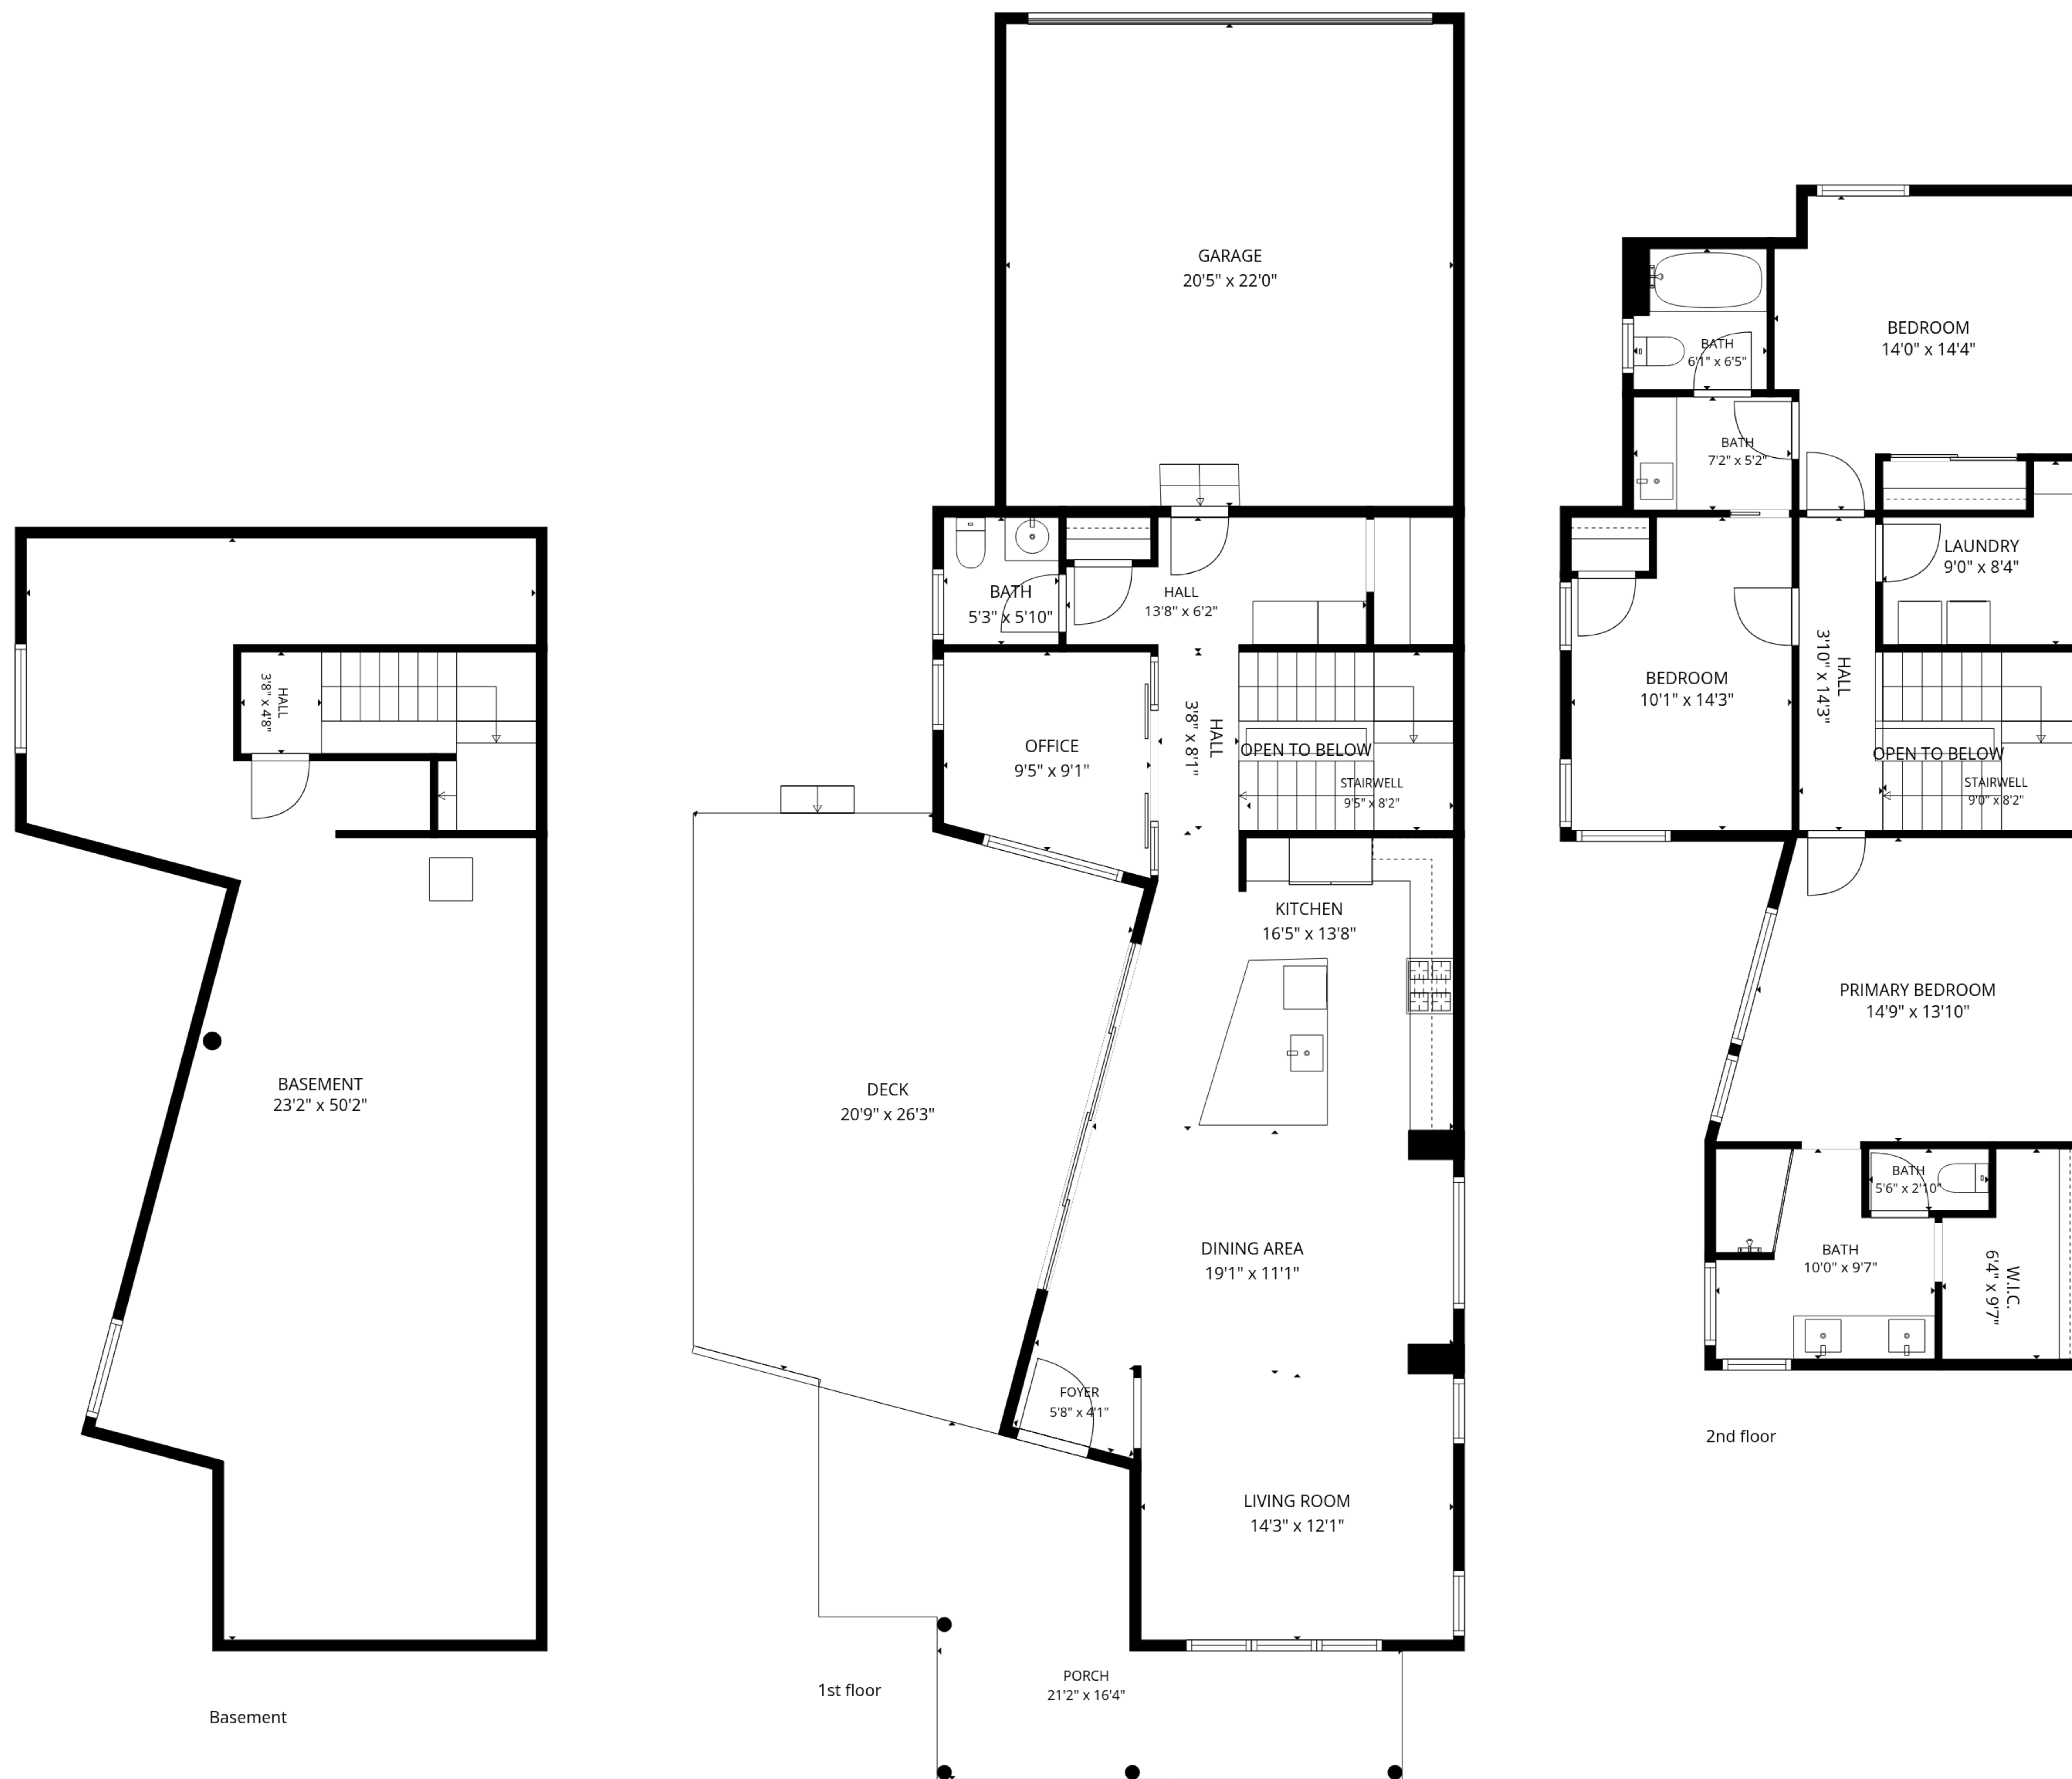 HALL
3'8" x 4'8"
BASEMENT
23'2" x 50'2"
Basement
GARAGE
20'5" x 22'0"
BATH
5'3" x 5'10"
HALL
13'8" x 6'2"
OFFICE
9'5" x 9'1"
HALL
3'8" x 8'1"
OPEN TO BELOW
STAIRWELL
9'5" x 8'2"
KITCHEN
16'5" x 13'8"
DECK
20'9" x 26'3"
DINING AREA
19'1" x 11'1"
FOYER
5'8" x 4'1"
LIVING ROOM
14'3" x 12'1"
PORCH
21'2" x 16'4"
1st floor
BEDROOM
14'0" x 14'4"
BATH
6'1" x 6'5"
BATH
7'2" x 5'2"
LAUNDRY
9'0" x 8'4"
BEDROOM
10'1" x 14'3"
HALL
3'10" x 14'3"
OPEN TO BELOW
STAIRWELL
9'0" x 8'2"
PRIMARY BEDROOM
14'9" x 13'10"
BATH
5'6" x 2'10"
BATH
10'0" x 9'7"
W.I.C.
6'4" x 9'7"
2nd floor